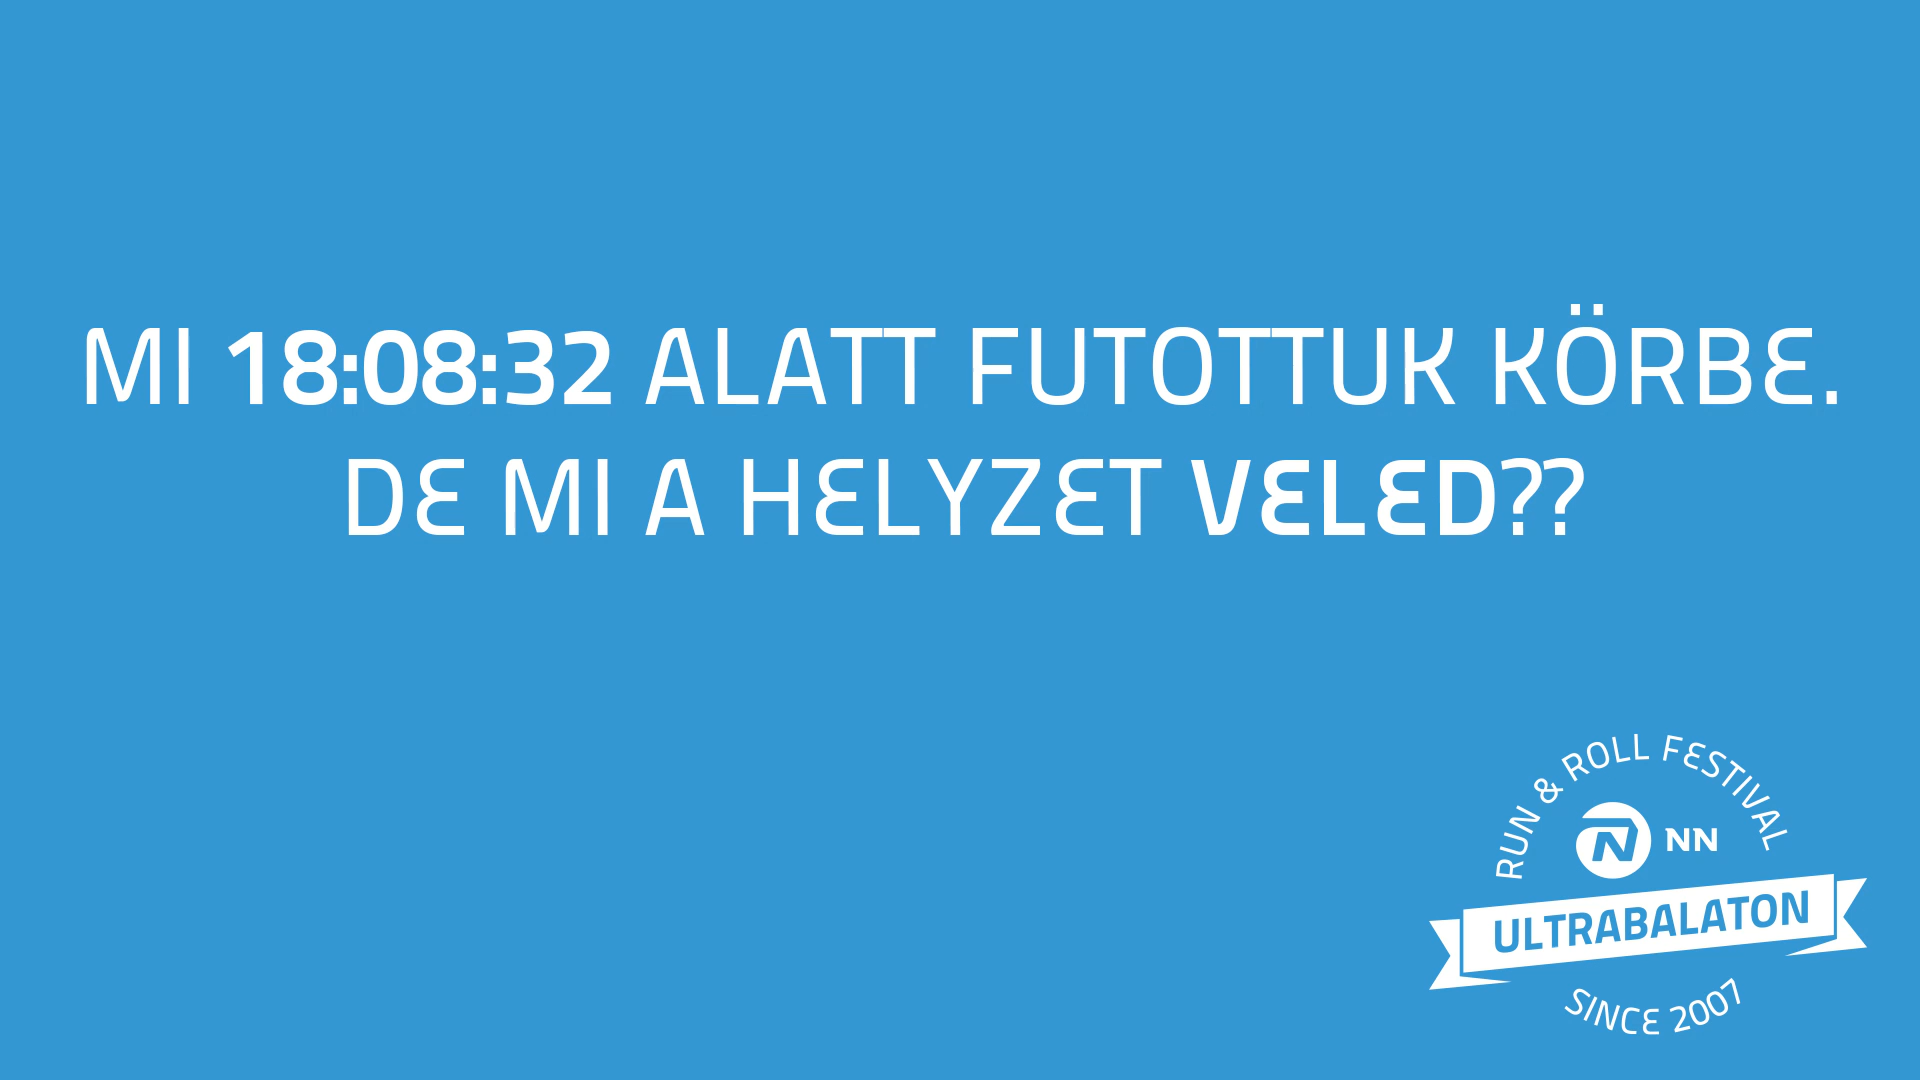 MI 18:08:32 ALATT FUTOTTUK KÖRBE.
DE MI A HELYZET VELED??
RUN & ROLL FESTIVAL
NN
ULTRABALATON
SINCE 2007